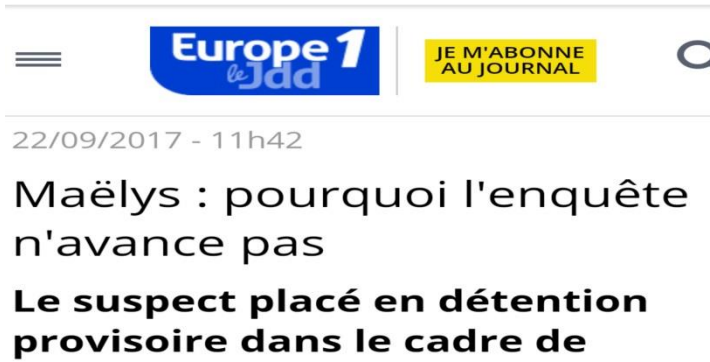 Europe 1
le Jdd
JE M'ABONNE
AU JOURNAL
22/09/2017 - 11h42
Maëlys : pourquoi l'enquête
n'avance pas
Le suspect placé en détention
provisoire dans le cadre de